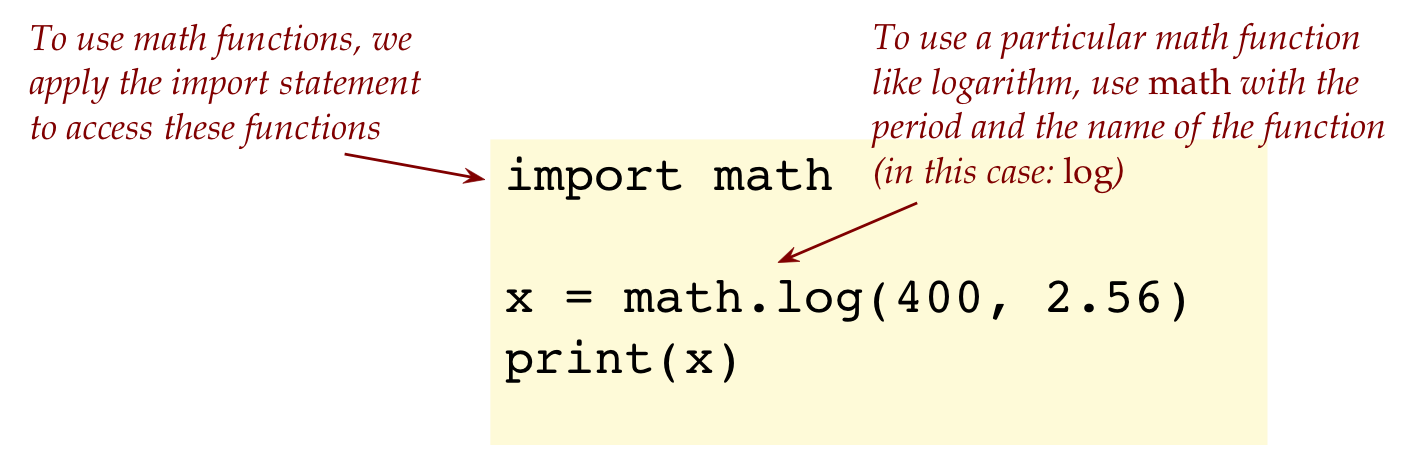 To use math functions, we
apply the import statement
to access these functions
To use a particular math function
like logarithm, use math with the
period and the name of the function
(in this case: log)
import math
x = math.log(400, 2.56)
print(x)